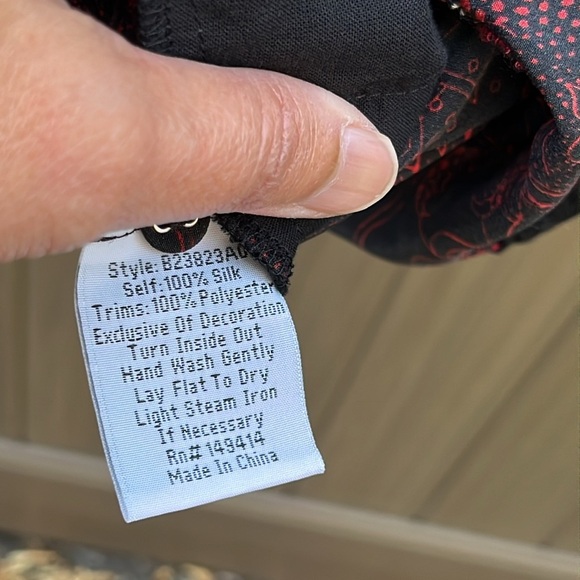 Style: B23823A
Self:100% Silk
Trims:100% Polyester
Exclusive Of Decoration
Turn Inside Out
Hand Wash Gently
Lay Flat To Dry
Light Steam Iron
If Necessary
Rn# 149414
Made In China